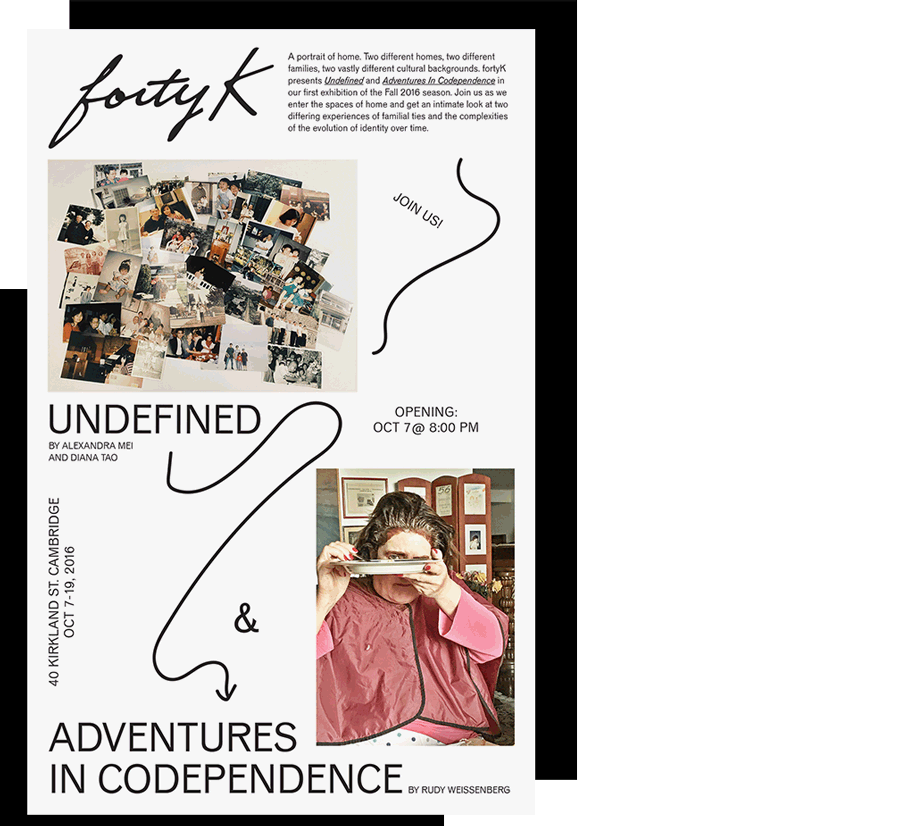 fortyK
A portrait of home. Two different homes, two different
families, two vastly different cultural backgrounds. fortyK
presents Undefined and Adventures In Codependence in
our first exhibition of the Fall 2016 season. Join us as we
enter the spaces of home and get an intimate look at two
differing experiences of familial ties and the complexities
of the evolution of identity over time.
JOIN US!
UNDEFINED
BY ALEXANDRA MEI
AND DIANA TAO
OPENING:
OCT 7@ 8:00 PM
40 KIRKLAND ST. CAMBRIDGE
OCT 7-19, 2016
&
ADVENTURES
IN CODEPENDENCE
BY RUDY WEISSENBERG